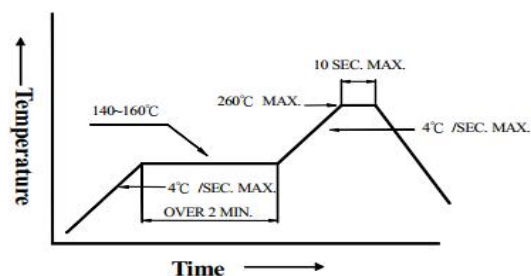 10 SEC. MAX.
260℃ MAX.
140~160℃
4℃ /SEC. MAX.
4℃ /SEC. MAX.
OVER 2 MIN.
Temperature
Time